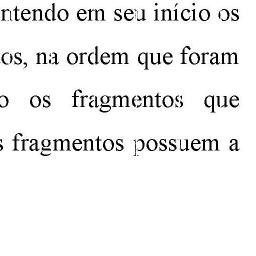 ntendo em seu início os
os, na ordem que foram
o os fragmentos que
s fragmentos possuem a